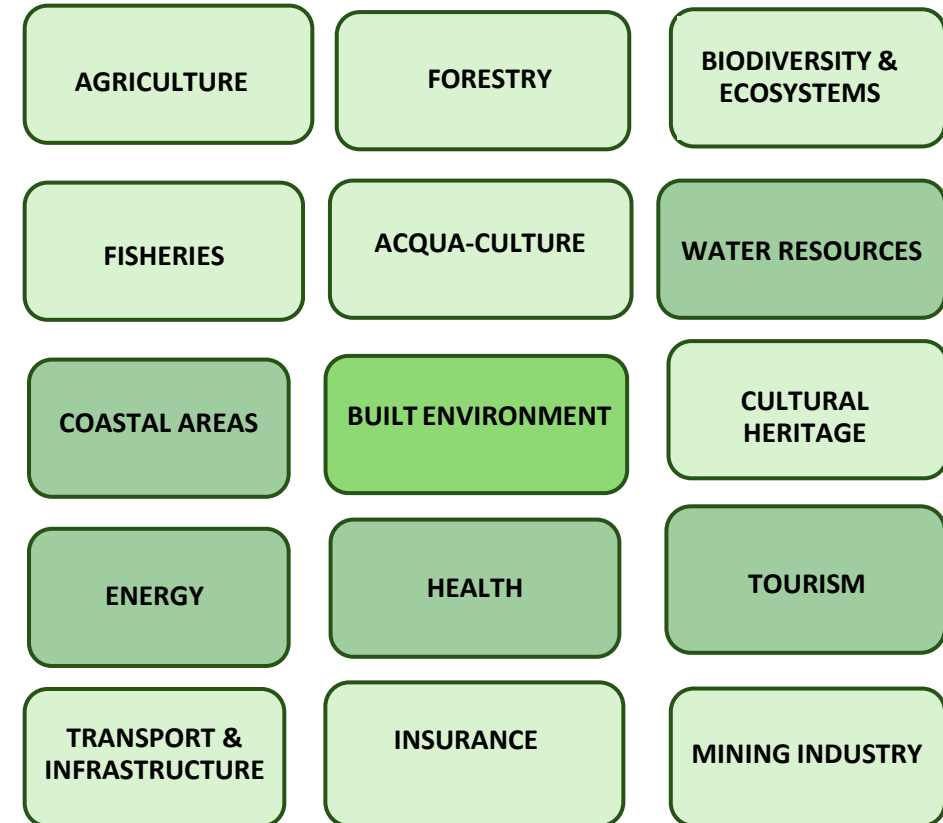 AGRICULTURE
FORESTRY
BIODIVERSITY &
ECOSYSTEMS
FISHERIES
ACQUA-CULTURE
WATER RESOURCES
COASTAL AREAS
BUILT ENVIRONMENT
CULTURAL
HERITAGE
ENERGY
HEALTH
TOURISM
TRANSPORT &
INFRASTRUCTURE
INSURANCE
MINING INDUSTRY